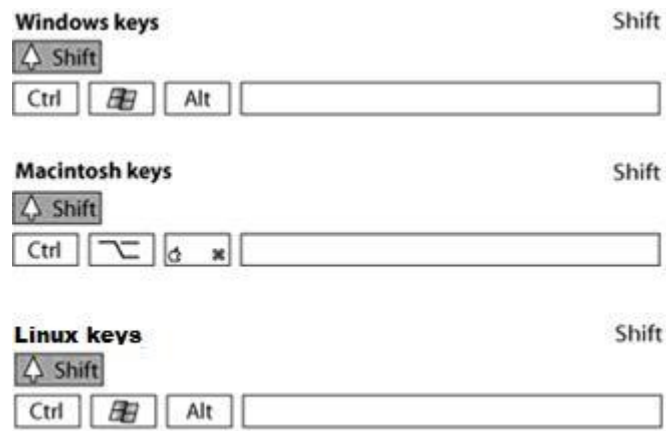 Windows keys Shift
Shift
Ctrl Alt
Macintosh keys Shift
Shift
Ctrl ⌥ ⌘
Linux keys Shift
Shift
Ctrl Alt